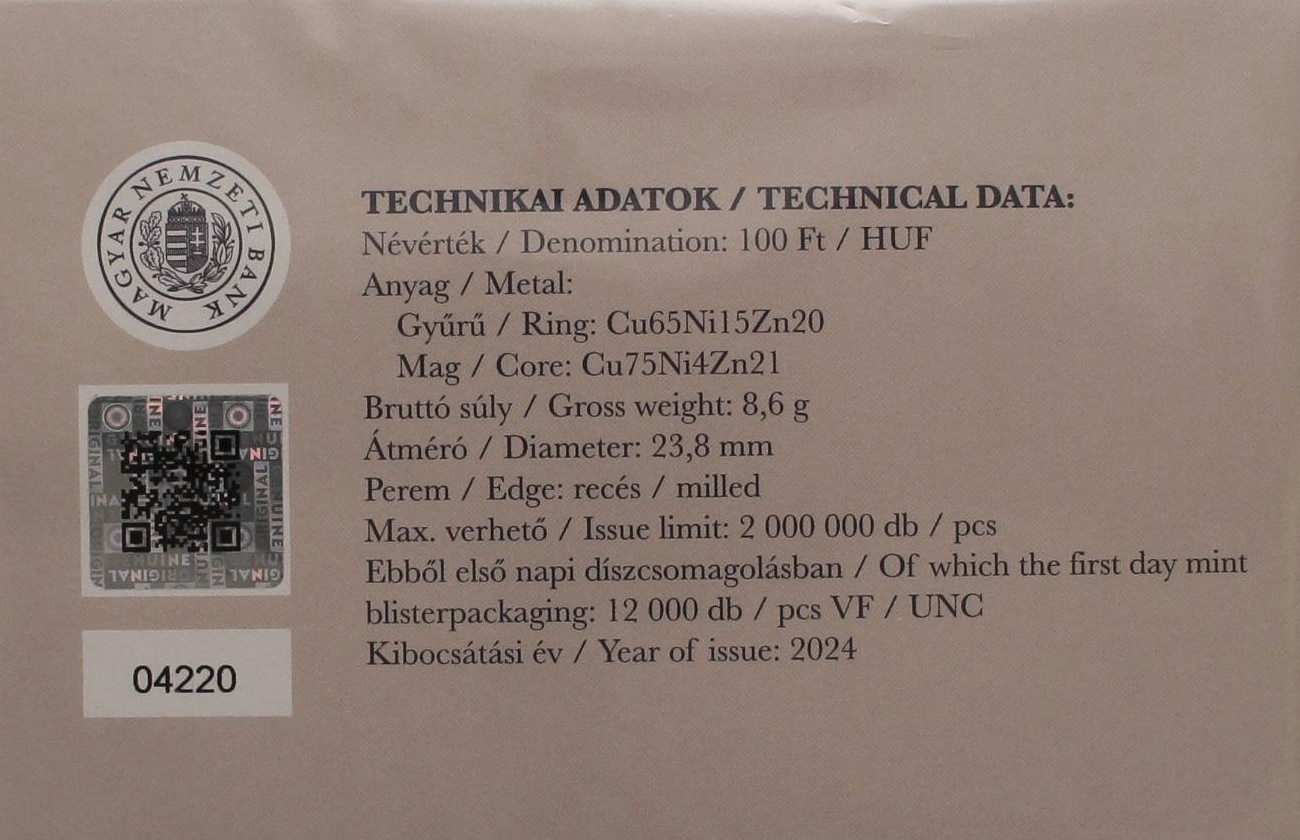 MAGYAR NEMZETI BANK
TECHNIKAI ADATOK / TECHNICAL DATA:
Névérték / Denomination: 100 Ft / HUF
Anyag / Metal:
Gyűrű / Ring: Cu65Ni15Zn20
Mag / Core: Cu75Ni4Zn21
Bruttó súly / Gross weight: 8,6 g
Átméró / Diameter: 23,8 mm
Perem / Edge: recés / milled
Max. verhető / Issue limit: 2 000 000 db / pcs
Ebből első napi díszcsomagolásban / Of which the first day mint
blisterpackaging: 12 000 db / pcs VF / UNC
Kibocsátási év / Year of issue: 2024
ORIGINAL
04220